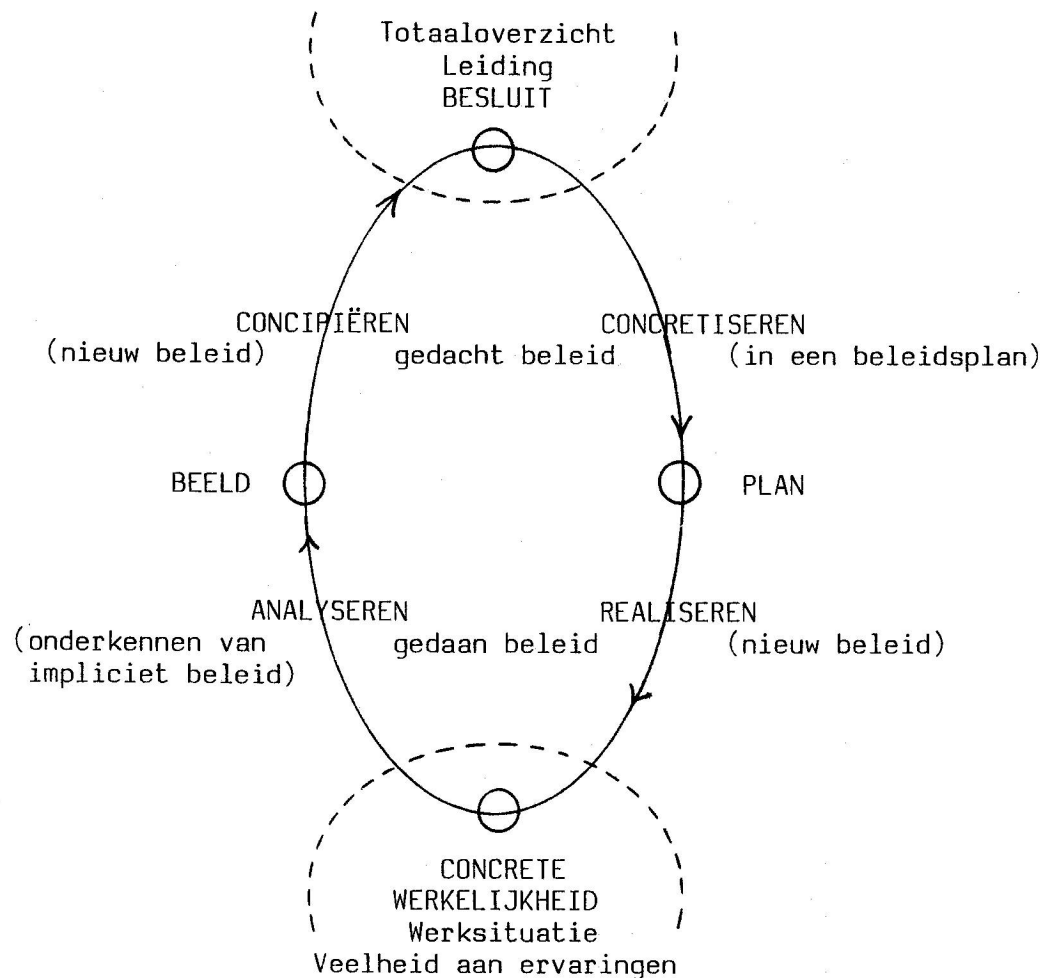 Totaaloverzicht
Leiding
BESLUIT
CONCIPIËREN CONCRETISEREN
(nieuw beleid) gedacht beleid (in een beleidsplan)
BEELD PLAN
ANALYSEREN REALISEREN
(onderkennen van gedaan beleid (nieuw beleid)
impliciet beleid)
CONCRETE
WERKELIJKHEID
Werksituatie
Veelheid aan ervaringen